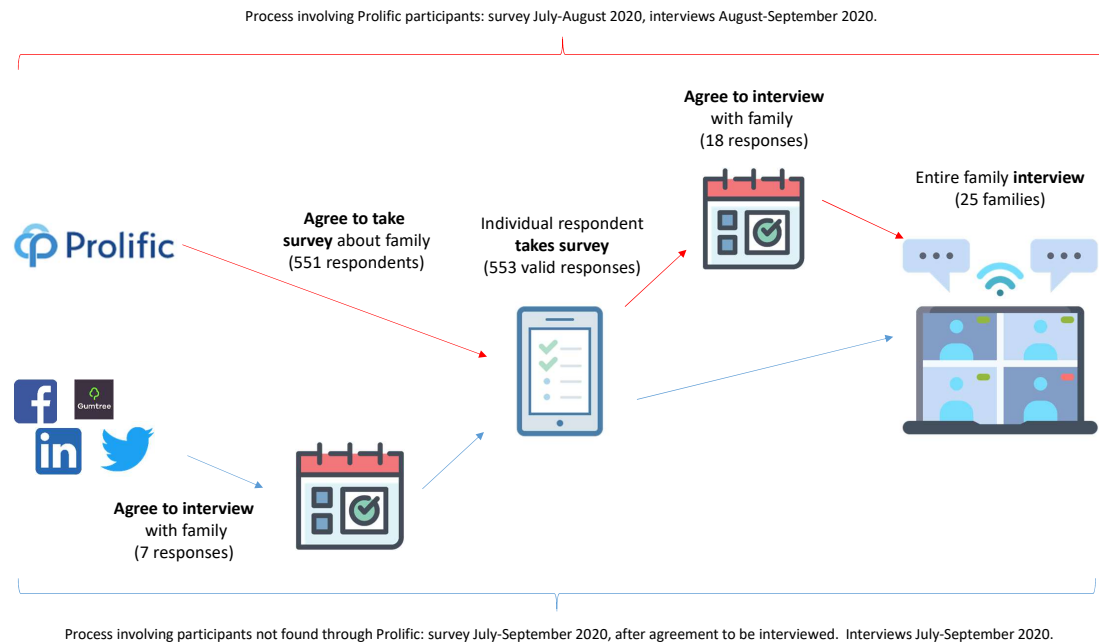 Process involving Prolific participants: survey July-August 2020, interviews August-September 2020.
Agree to interview
with family
(18 responses)
Entire family interview
(25 families)
Agree to take
survey about family
(551 respondents)
Individual respondent
takes survey
(553 valid responses)
Prolific
f
Gumtree
in
Agree to interview
with family
(7 responses)
Process involving participants not found through Prolific: survey July-September 2020, after agreement to be interviewed.  Interviews July-September 2020.